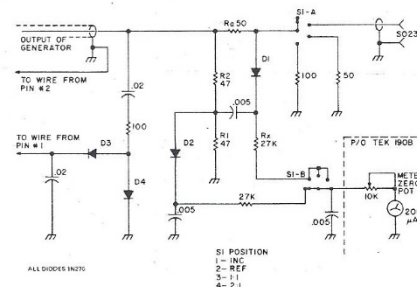 S1-A
Ra 50
OUTPUT OF
GENERATOR
SO23
D1
TO WIRE FROM
PIN #2
.02
R2
47
100
50
.005
100
TO WIRE FROM
PIN #1
D3
D2
R1
47
Rx
27K
P/O TEK 190B
S1-B
METE
ZERO
POT
.02
D4
27K
10K
.005
.005
20
μA
S1 POSITION
1- INC
2- REF
3- 1:1
4- 2:1
ALL DIODES 1N270